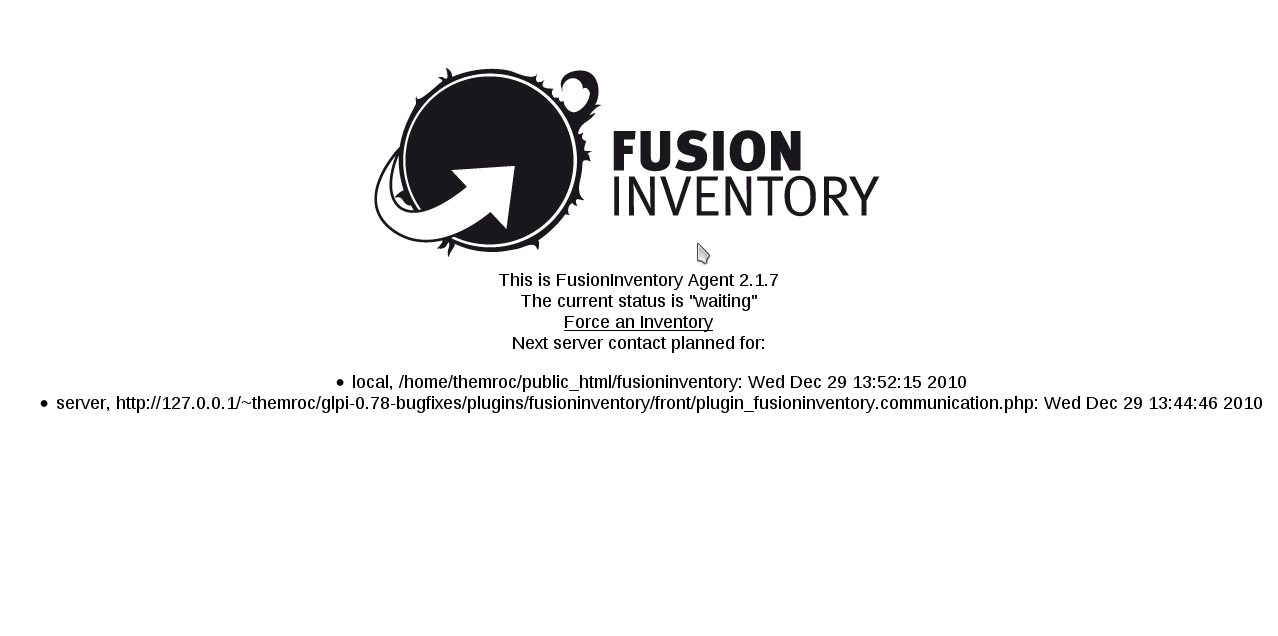 FUSION
INVENTORY
This is FusionInventory Agent 2.1.7
The current status is "waiting"
Force an Inventory
Next server contact planned for:
• local, /home/themroc/public_html/fusioninventory: Wed Dec 29 13:52:15 2010
• server, http://127.0.0.1/~themroc/glpi-0.78-bugfixes/plugins/fusioninventory/front/plugin_fusioninventory.communication.php: Wed Dec 29 13:44:46 2010